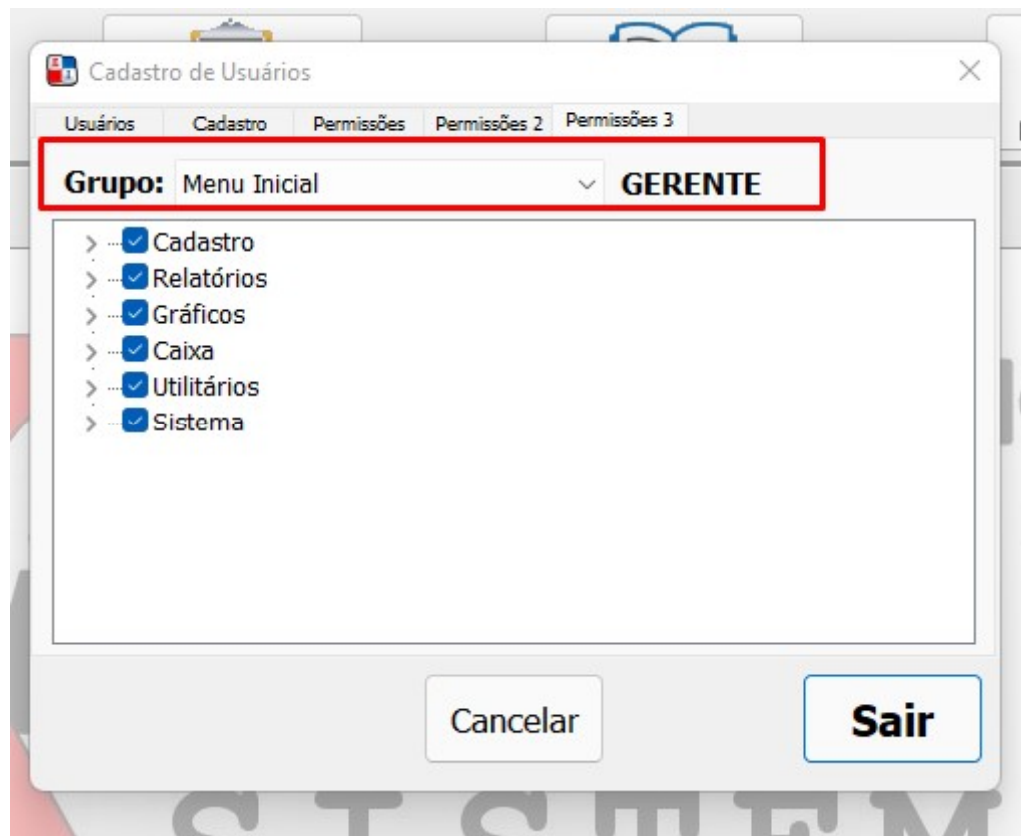 Cadastro de Usuários
Usuários Cadastro Permissões Permissões 2 Permissões 3
Grupo: Menu Inicial GERENTE
Cadastro
Relatórios
Gráficos
Caixa
Utilitários
Sistema
Cancelar Sair